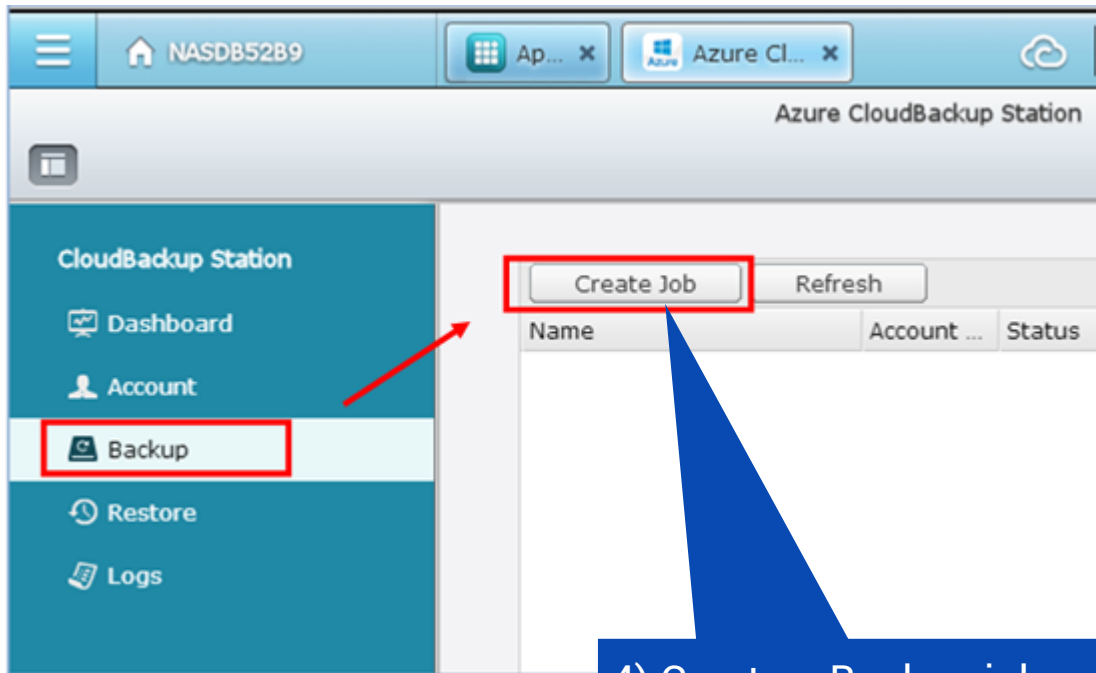 NASDB52B9
Ap...
Azure
Azure Cl...
Azure CloudBackup Station
CloudBackup Station
Dashboard
Account
Backup
Restore
Logs
Create Job
Refresh
Name
Account ...
Status